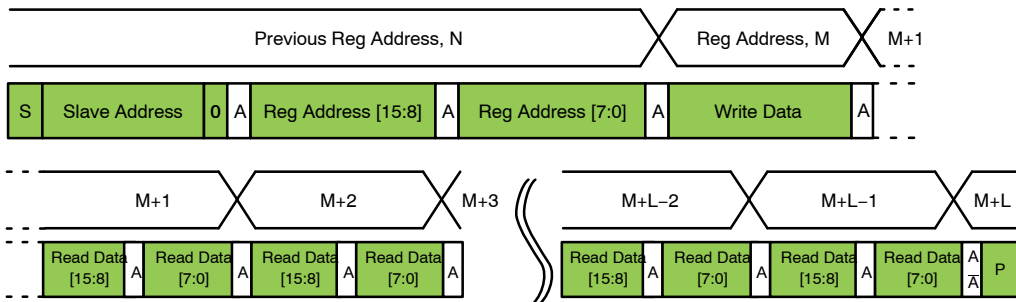 Previous Reg Address, N Reg Address, M M+1
S Slave Address 0 A Reg Address [15:8] A Reg Address [7:0] A Write Data A
M+1 M+2 M+3 M+L−2 M+L−1 M+L
Read Data [15:8] A Read Data [7:0] A Read Data [15:8] A Read Data [7:0] A Read Data [15:8] A Read Data [7:0] A Read Data [15:8] A Read Data [7:0] A A̅ P